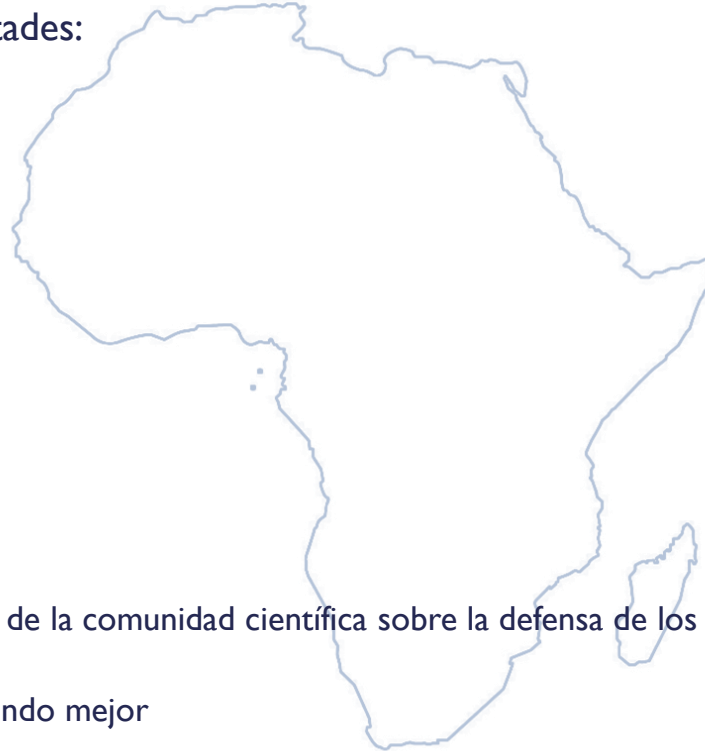 tades:
de la comunidad científica sobre la defensa de los
ndo mejor